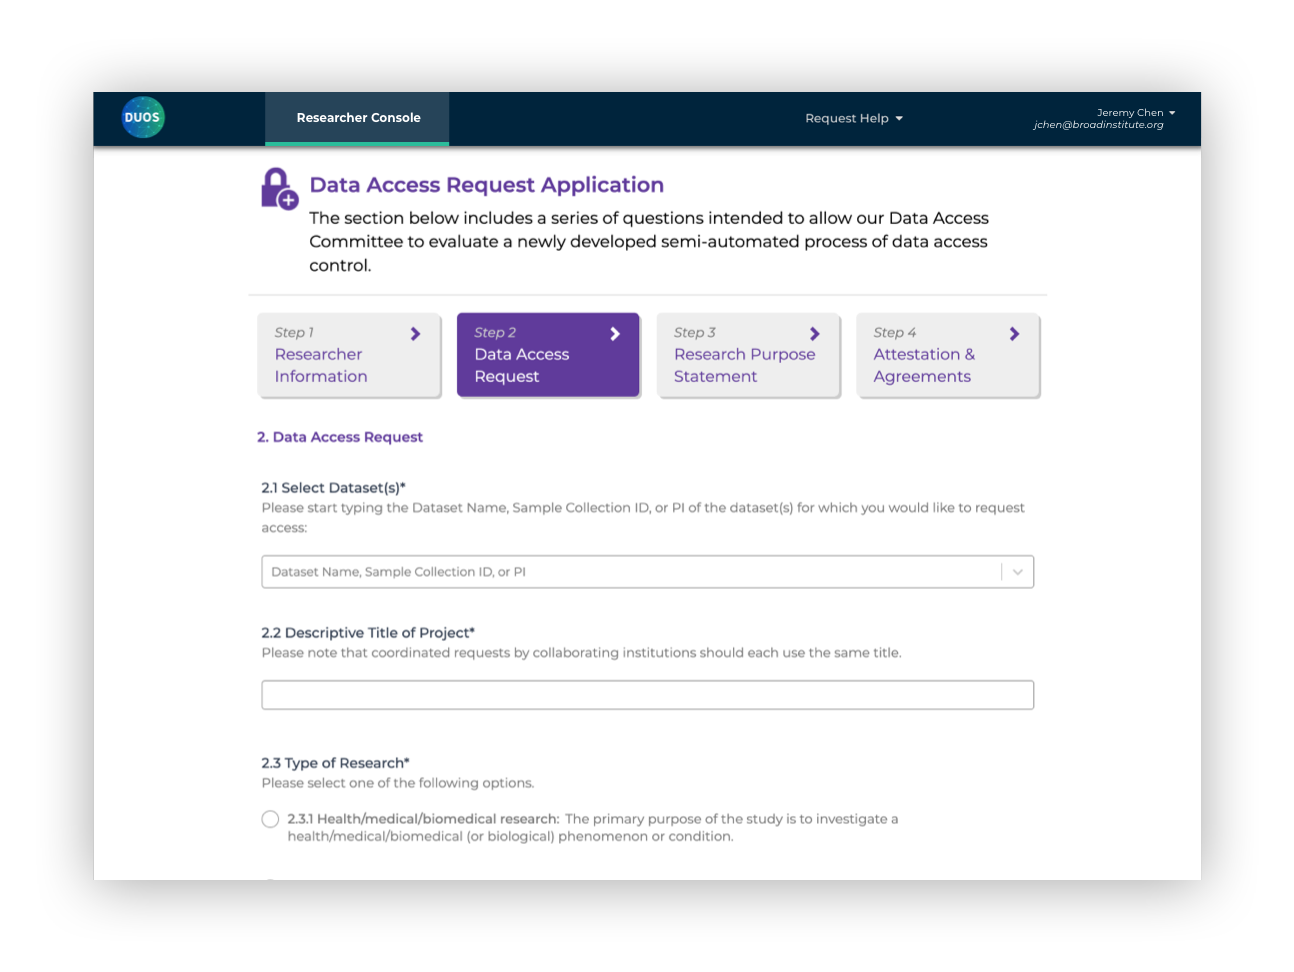 DUOS
Researcher Console
Request Help
Jeremy Chen
jchen@broadinstitute.org
Data Access Request Application
The section below includes a series of questions intended to allow our Data Access
Committee to evaluate a newly developed semi-automated process of data access
control.
Step 1
Researcher
Information
Step 2
Data Access
Request
Step 3
Research Purpose
Statement
Step 4
Attestation &
Agreements
2. Data Access Request
2.1 Select Dataset(s)*
Please start typing the Dataset Name, Sample Collection ID, or PI of the dataset(s) for which you would like to request
access:
Dataset Name, Sample Collection ID, or PI
2.2 Descriptive Title of Project*
Please note that coordinated requests by collaborating institutions should each use the same title.
2.3 Type of Research*
Please select one of the following options.
2.3.1 Health/medical/biomedical research: The primary purpose of the study is to investigate a
health/medical/biomedical (or biological) phenomenon or condition.